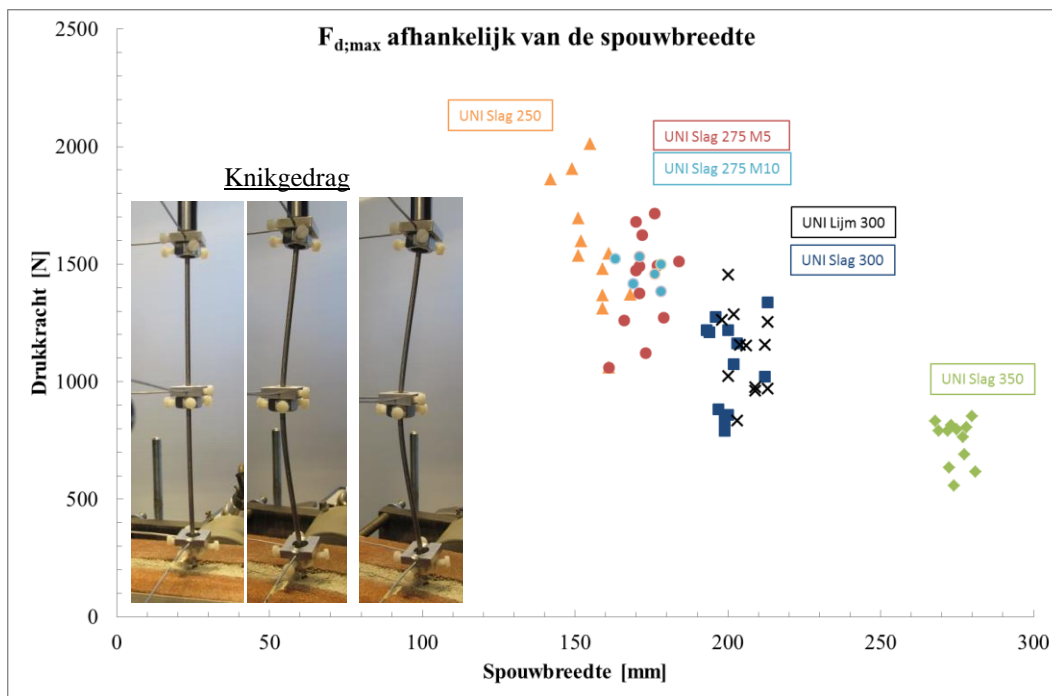 F d;max afhankelijk van de spouwbreedte
2500
2000
1500
1000
500
0
Drukkracht [N]
Knikgedrag
UNI Slag 250
UNI Slag 275 M5
UNI Slag 275 M10
UNI Lijm 300
UNI Slag 300
UNI Slag 350
0 50 100 150 200 250 300
Spouwbreedte [mm]